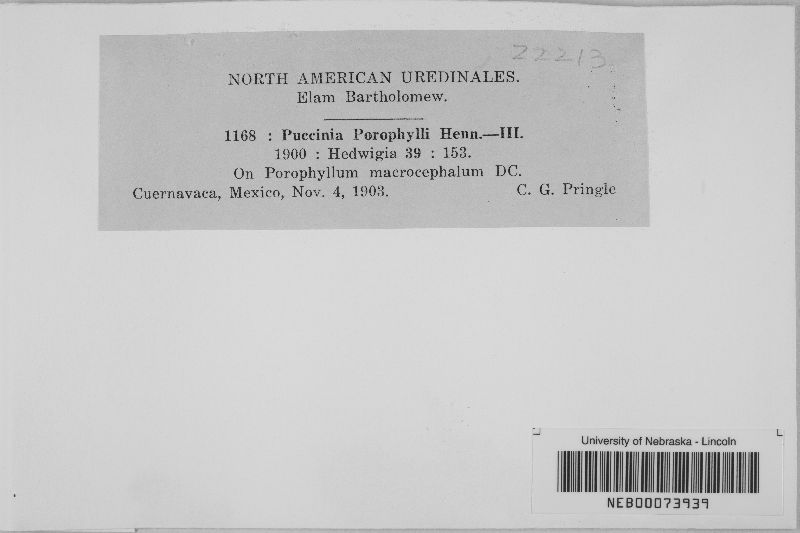 22213
NORTH AMERICAN UREDINALES.
Elam Bartholomew.
1168 : Puccinia Porophylli Henn.—III.
1900 : Hedwigia 39 : 153.
On Porophyllum macrocephalum DC.
Cuernavaca, Mexico, Nov. 4, 1903. C. G. Pringle
University of Nebraska - Lincoln
NEB00073939